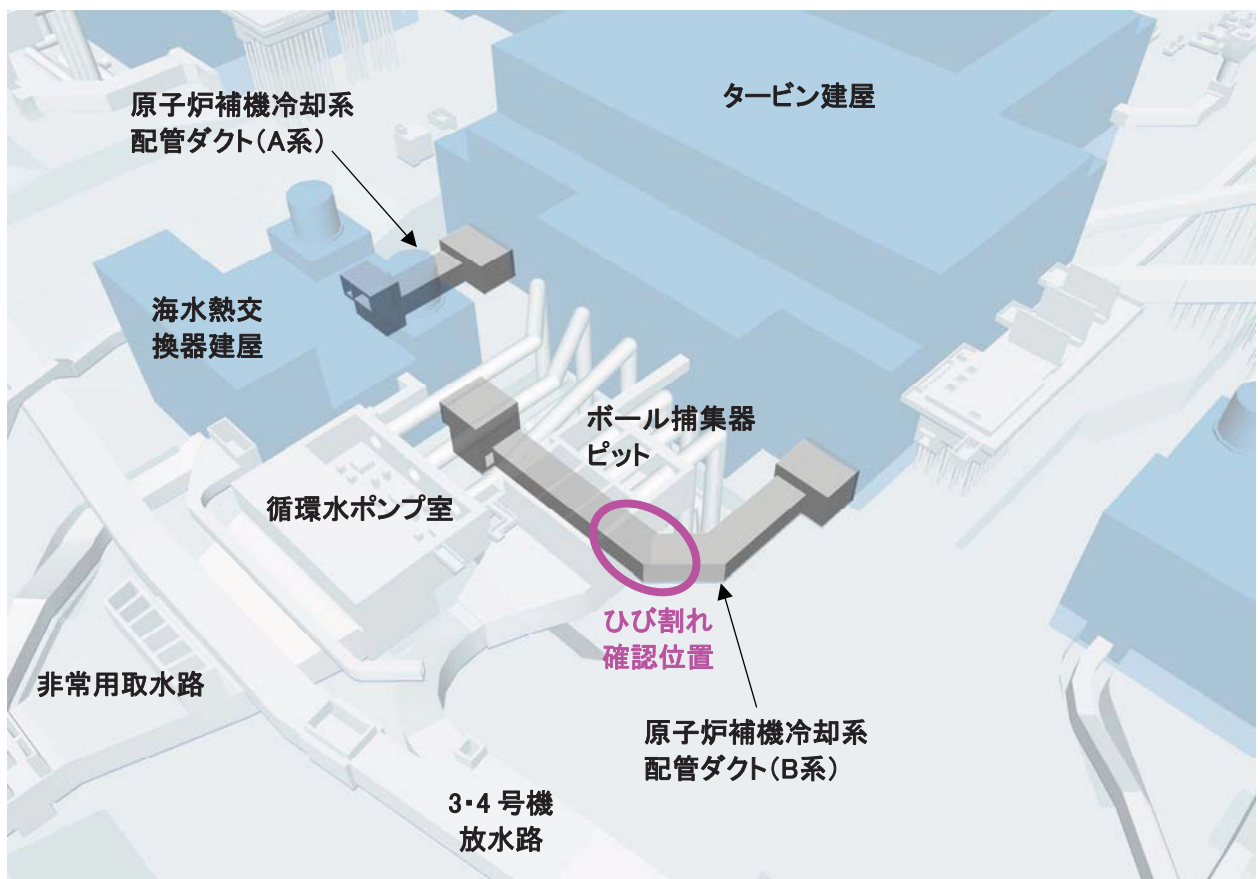 タービン建屋
原子炉補機冷却系
配管ダクト(A系)
海水熱交
換器建屋
ボール捕集器
ピット
循環水ポンプ室
ひび割れ
確認位置
非常用取水路
原子炉補機冷却系
配管ダクト(B系)
3・4 号機
放水路